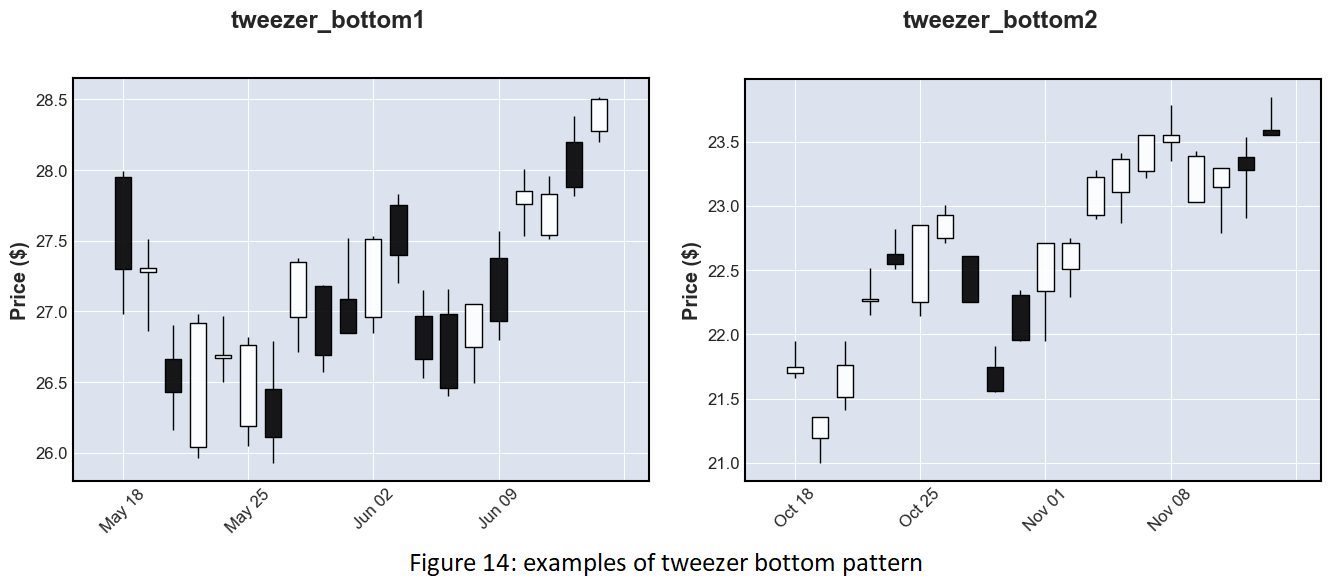 tweezer_bottom1
tweezer_bottom2
28.5
28.0
27.5
27.0
26.5
26.0
Price ($)
May 18
May 25
Jun 02
Jun 09
23.5
23.0
22.5
22.0
21.5
21.0
Price ($)
Oct 18
Oct 25
Nov 01
Nov 08
Figure 14: examples of tweezer bottom pattern